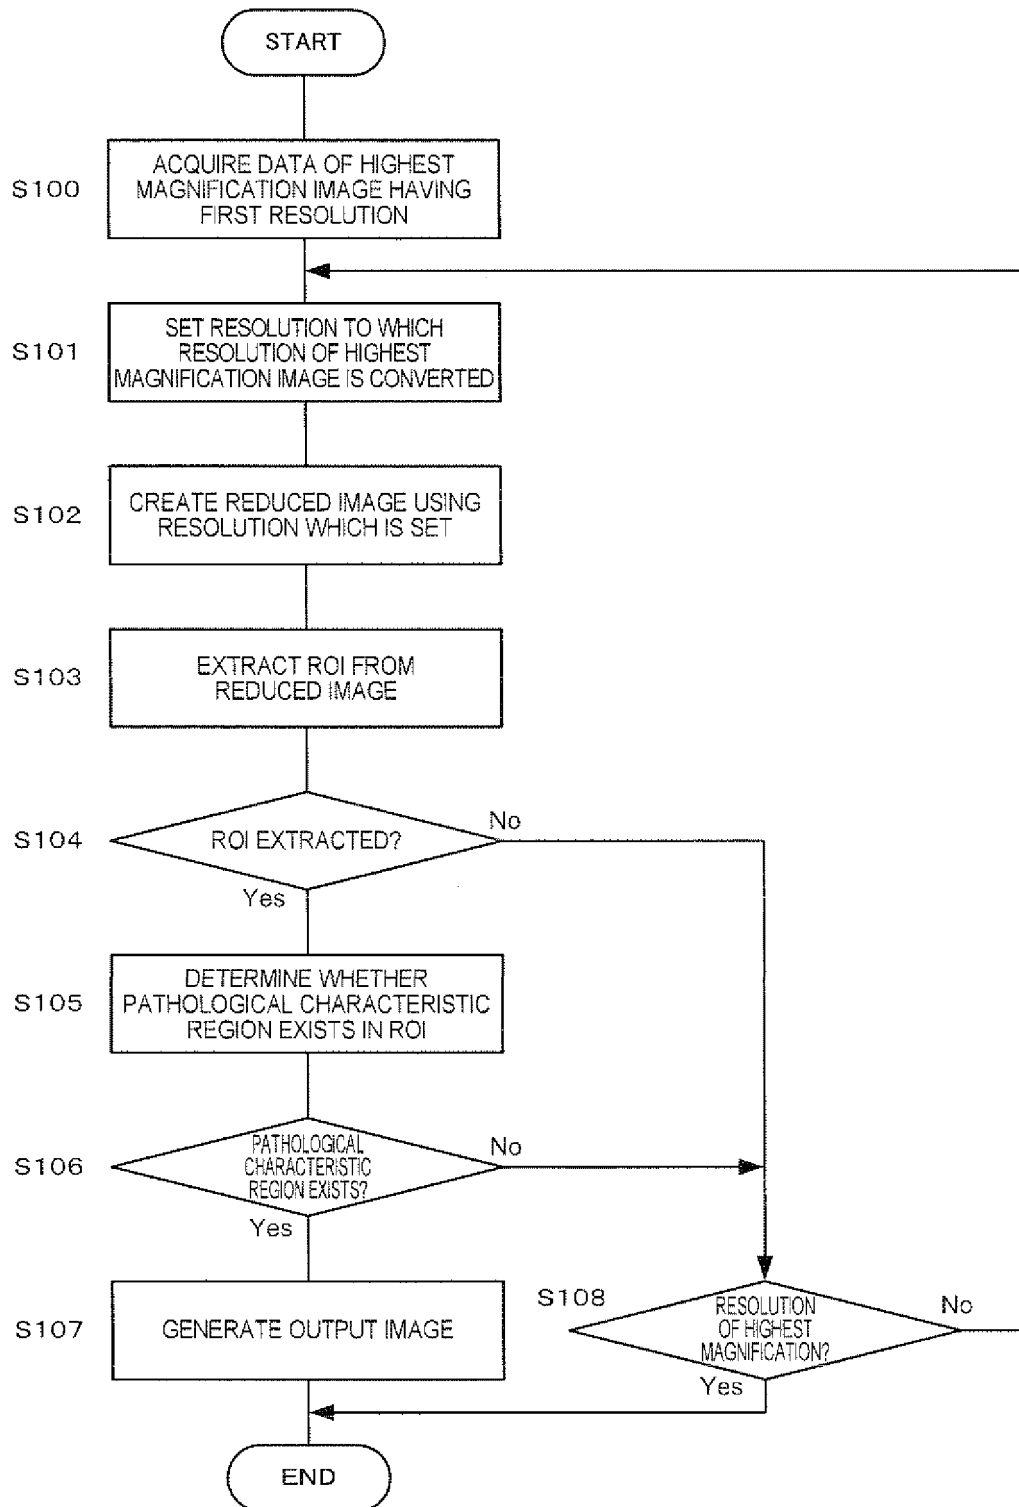 START
S100
ACQUIRE DATA OF HIGHEST
MAGNIFICATION IMAGE HAVING
FIRST RESOLUTION
S101
SET RESOLUTION TO WHICH
RESOLUTION OF HIGHEST
MAGNIFICATION IMAGE IS CONVERTED
S102
CREATE REDUCED IMAGE USING
RESOLUTION WHICH IS SET
S103
EXTRACT ROI FROM
REDUCED IMAGE
S104
ROI EXTRACTED?
No
Yes
S105
DETERMINE WHETHER
PATHOLOGICAL CHARACTERISTIC
REGION EXISTS IN ROI
S106
PATHOLOGICAL
CHARACTERISTIC
REGION EXISTS?
No
Yes
S107
GENERATE OUTPUT IMAGE
S108
RESOLUTION
OF HIGHEST
MAGNIFICATION?
No
Yes
END